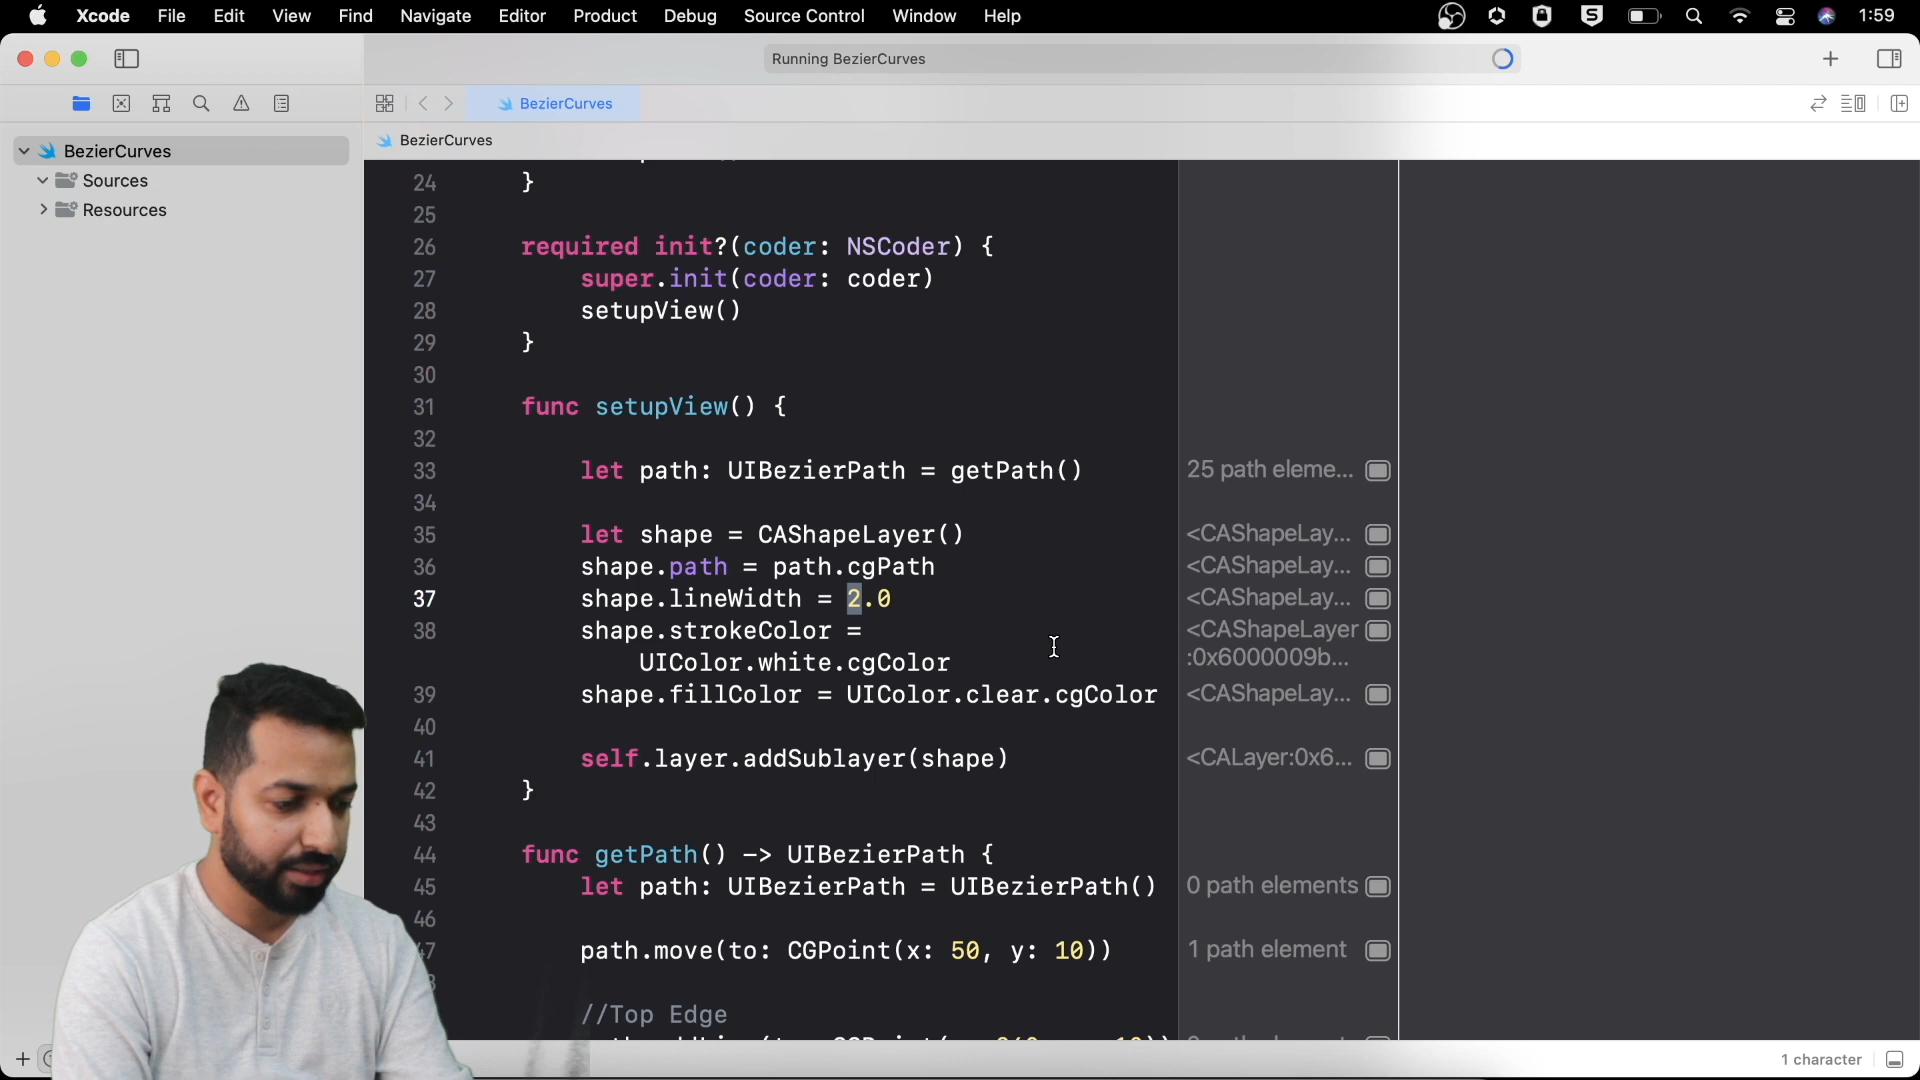 Xcode File Edit View Find Navigate Editor Product Debug Source Control Window Help 1:59
Running BezierCurves
BezierCurves
BezierCurves
BezierCurves
Sources
Resources
24 }
25
26 required init?(coder: NSCoder) {
27 super.init(coder: coder)
28 setupView()
29 }
30
31 func setupView() {
32
33 let path: UIBezierPath = getPath() 25 path eleme...
34
35 let shape = CAShapeLayer() <CAShapeLay...
36 shape.path = path.cgPath <CAShapeLay...
37 shape.lineWidth = 2.0 <CAShapeLay...
38 shape.strokeColor = <CAShapeLayer
UIColor.white.cgColor :0x6000009b...
39 shape.fillColor = UIColor.clear.cgColor <CAShapeLay...
40
41 self.layer.addSublayer(shape) <CALayer:0x6...
42 }
43
44 func getPath() -> UIBezierPath {
45 let path: UIBezierPath = UIBezierPath() 0 path elements
46
path.move(to: CGPoint(x: 50, y: 10)) 1 path element
//Top Edge
1 character